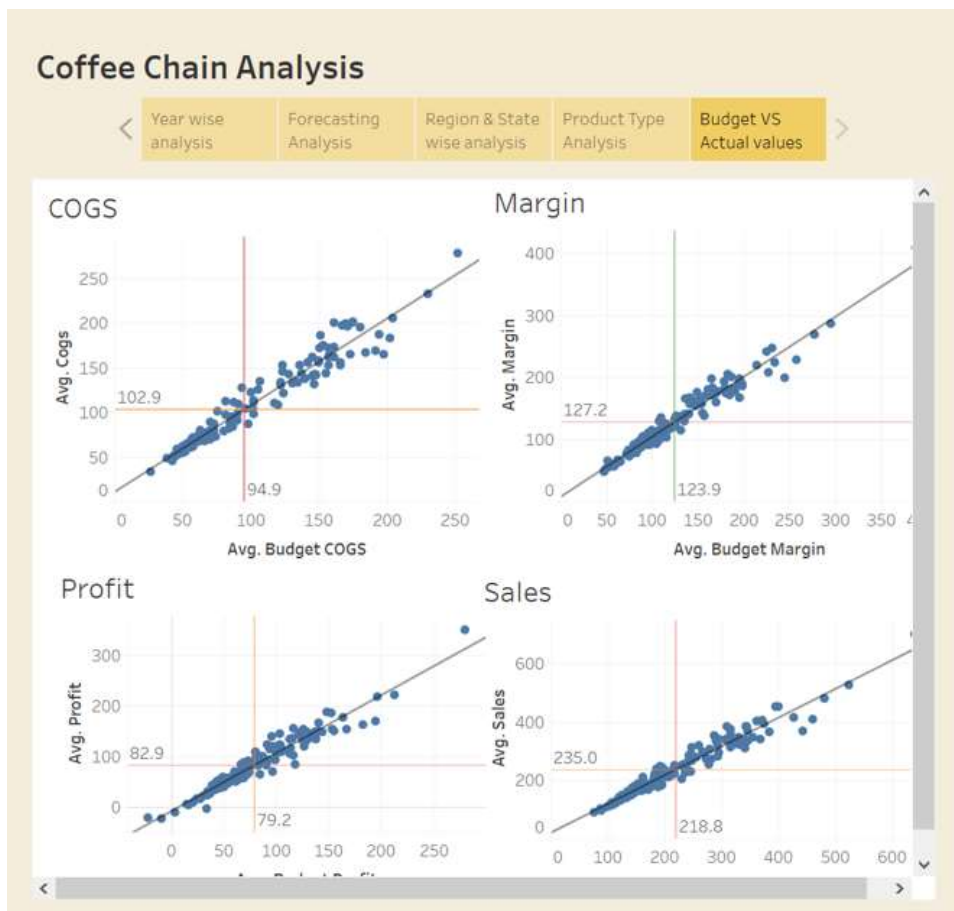 Coffee Chain Analysis
Year wise
analysis
Forecasting
Analysis
Region & State
wise analysis
Product Type
Analysis
Budget VS
Actual values
COGS
Avg. Cogs
250
200
150
100
50
0
102.9
94.9
0 50 100 150 200 250
Avg. Budget COGS
Margin
Avg. Margin
400
300
200
100
0
127.2
123.9
0 50 100 150 200 250 300 350
Avg. Budget Margin
Profit
Avg. Profit
300
200
100
0
82.9
79.2
0 50 100 150 200 250
Sales
Avg. Sales
600
400
200
0
235.0
218.8
0 100 200 300 400 500 600